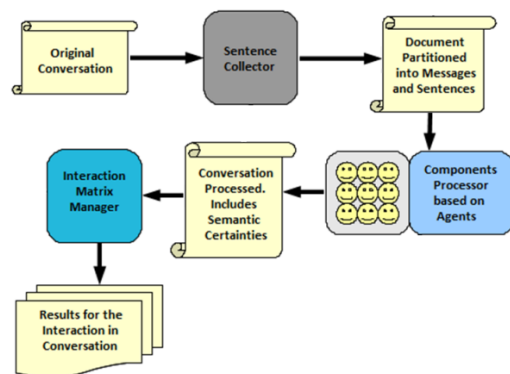 Original
Conversation
Sentence
Collector
Document
Partitioned
into Messages
and Sentences
Components
Processor
based on
Agents
Conversation
Processed.
Includes
Semantic
Certainties
Interaction
Matrix
Manager
Results for the
Interaction in
Conversation